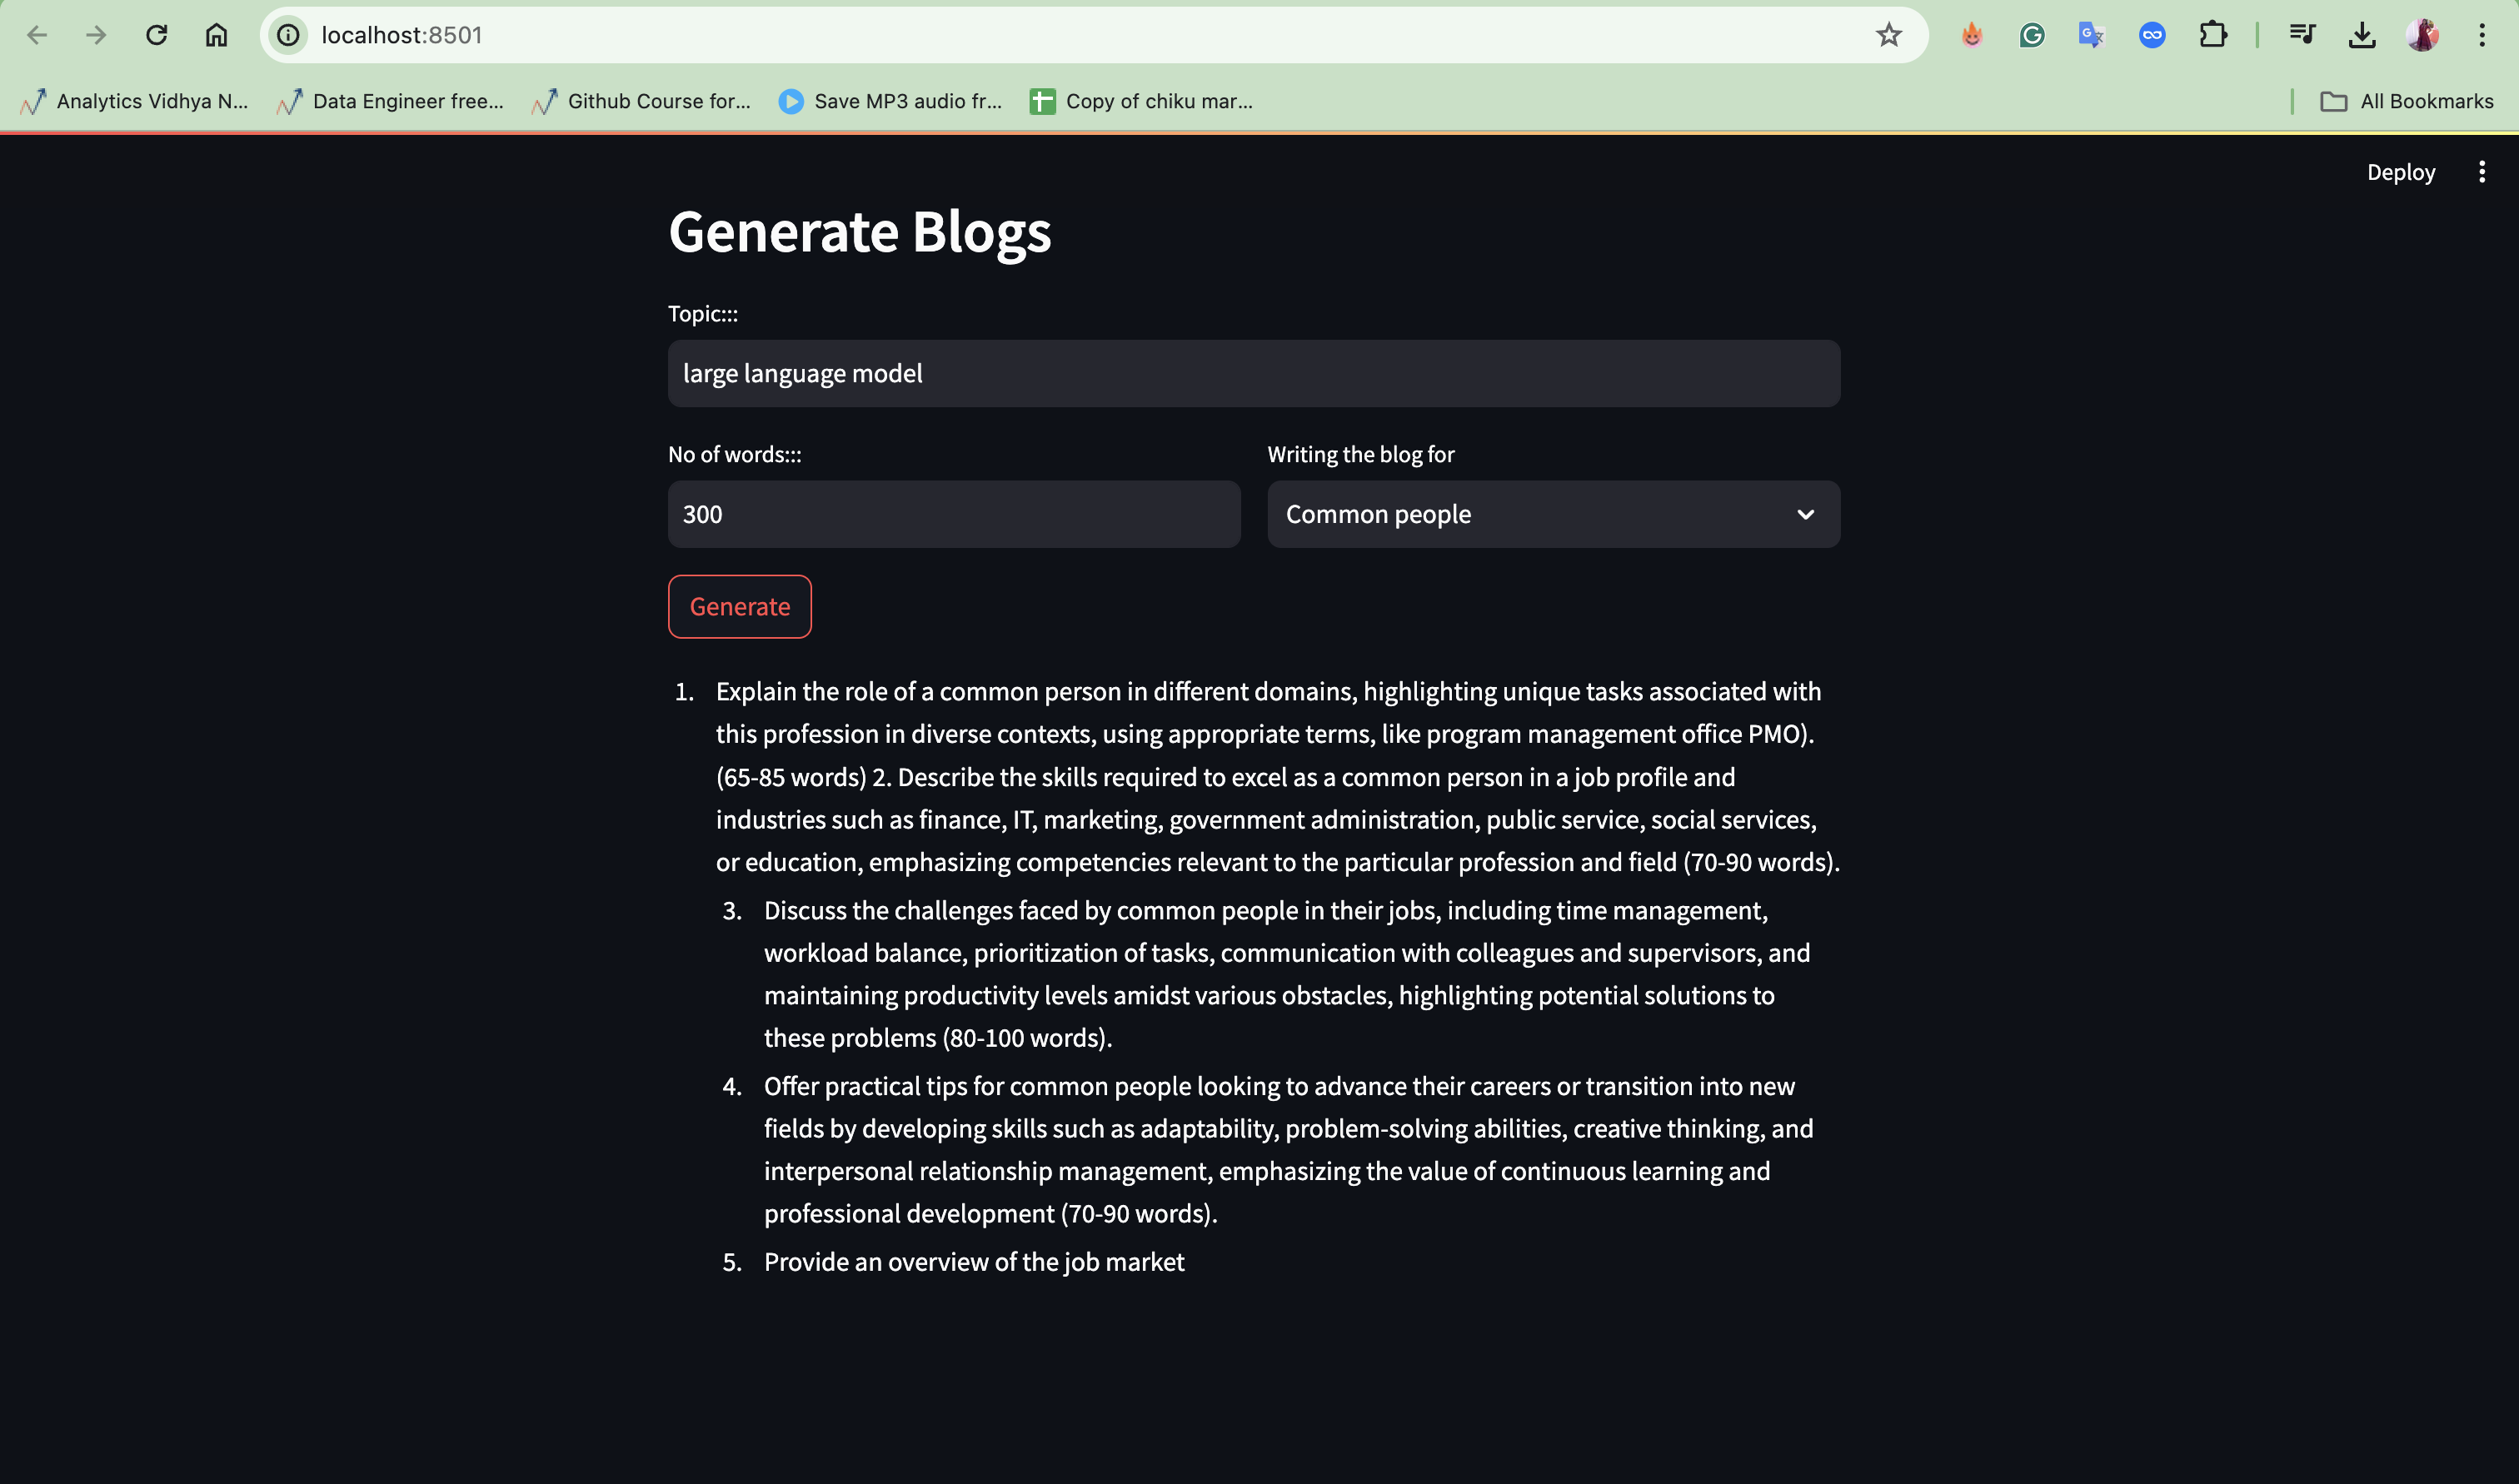 localhost:8501
Analytics Vidhya N...
Data Engineer free...
Github Course for...
Save MP3 audio fr...
Copy of chiku mar...
All Bookmarks
Deploy
Generate Blogs
Topic:::
large language model
No of words:::
Writing the blog for
300
Common people
Generate
1. Explain the role of a common person in different domains, highlighting unique tasks associated with
this profession in diverse contexts, using appropriate terms, like program management office PMO).
(65-85 words) 2. Describe the skills required to excel as a common person in a job profile and
industries such as finance, IT, marketing, government administration, public service, social services,
or education, emphasizing competencies relevant to the particular profession and field (70-90 words).
3. Discuss the challenges faced by common people in their jobs, including time management,
workload balance, prioritization of tasks, communication with colleagues and supervisors, and
maintaining productivity levels amidst various obstacles, highlighting potential solutions to
these problems (80-100 words).
4. Offer practical tips for common people looking to advance their careers or transition into new
fields by developing skills such as adaptability, problem-solving abilities, creative thinking, and
interpersonal relationship management, emphasizing the value of continuous learning and
professional development (70-90 words).
5. Provide an overview of the job market